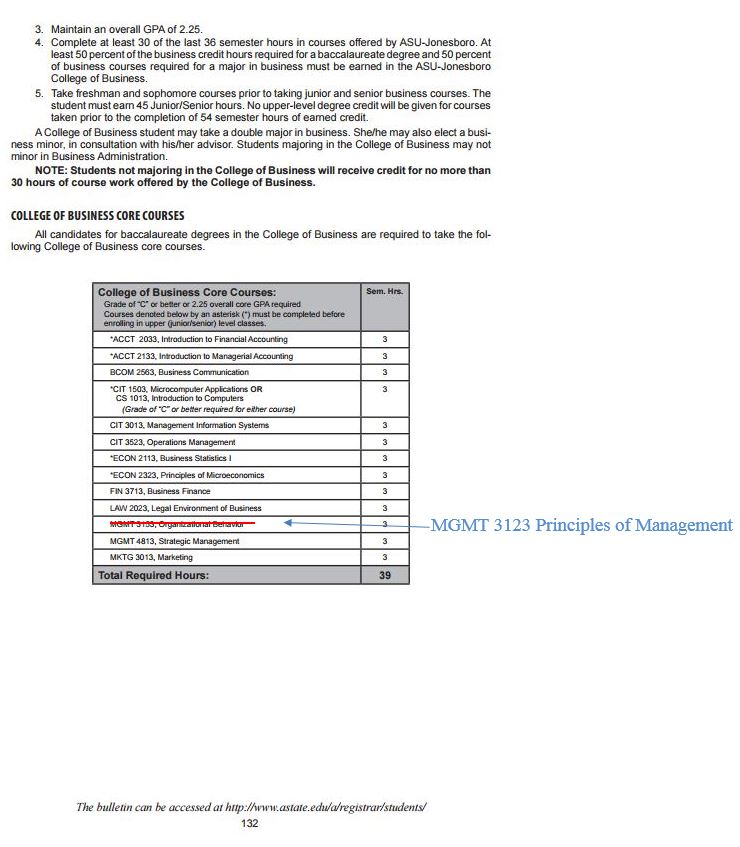 3. Maintain an overall GPA of 2.25.
4. Complete at least 30 of the last 36 semester hours in courses offered by ASU-Jonesboro. At
least 50 percent of the business credit hours required for a baccalaureate degree and 50 percent
of business courses required for a major in business must be earned in the ASU-Jonesboro
College of Business.
5. Take freshman and sophomore courses prior to taking junior and senior business courses. The
student must earn 45 Junior/Senior hours. No upper-level degree credit will be given for courses
taken prior to the completion of 54 semester hours of earned credit.
A College of Business student may take a double major in business. She/he may also elect a busi-
ness minor, in consultation with his/her advisor. Students majoring in the College of Business may not
minor in Business Administration.
NOTE: Students not majoring in the College of Business will receive credit for no more than
30 hours of course work offered by the College of Business.
COLLEGE OF BUSINESS CORE COURSES
All candidates for baccalaureate degrees in the College of Business are required to take the fol-
lowing College of Business core courses.
College of Business Core Courses: Sem. Hrs.
Grade of "C" or better or 2.25 overall core GPA required
Courses denoted below by an asterisk (*) must be completed before
enrolling in upper (junior/senior) level classes.
*ACCT 2033, Introduction to Financial Accounting 3
*ACCT 2133, Introduction to Managerial Accounting 3
BCOM 2563, Business Communication 3
*CIT 1503, Microcomputer Applications OR 3
CS 1013, Introduction to Computers
(Grade of "C" or better required for either course)
CIT 3013, Management Information Systems 3
CIT 3523, Operations Management 3
*ECON 2113, Business Statistics I 3
*ECON 2323, Principles of Microeconomics 3
FIN 3713, Business Finance 3
LAW 2023, Legal Environment of Business 3
MGMT 3153, Organizational Behavior 3 MGMT 3123 Principles of Management
MGMT 4813, Strategic Management 3
MKTG 3013, Marketing 3
Total Required Hours: 39
The bulletin can be accessed at http://www.astate.edu/a/registrar/students/
132